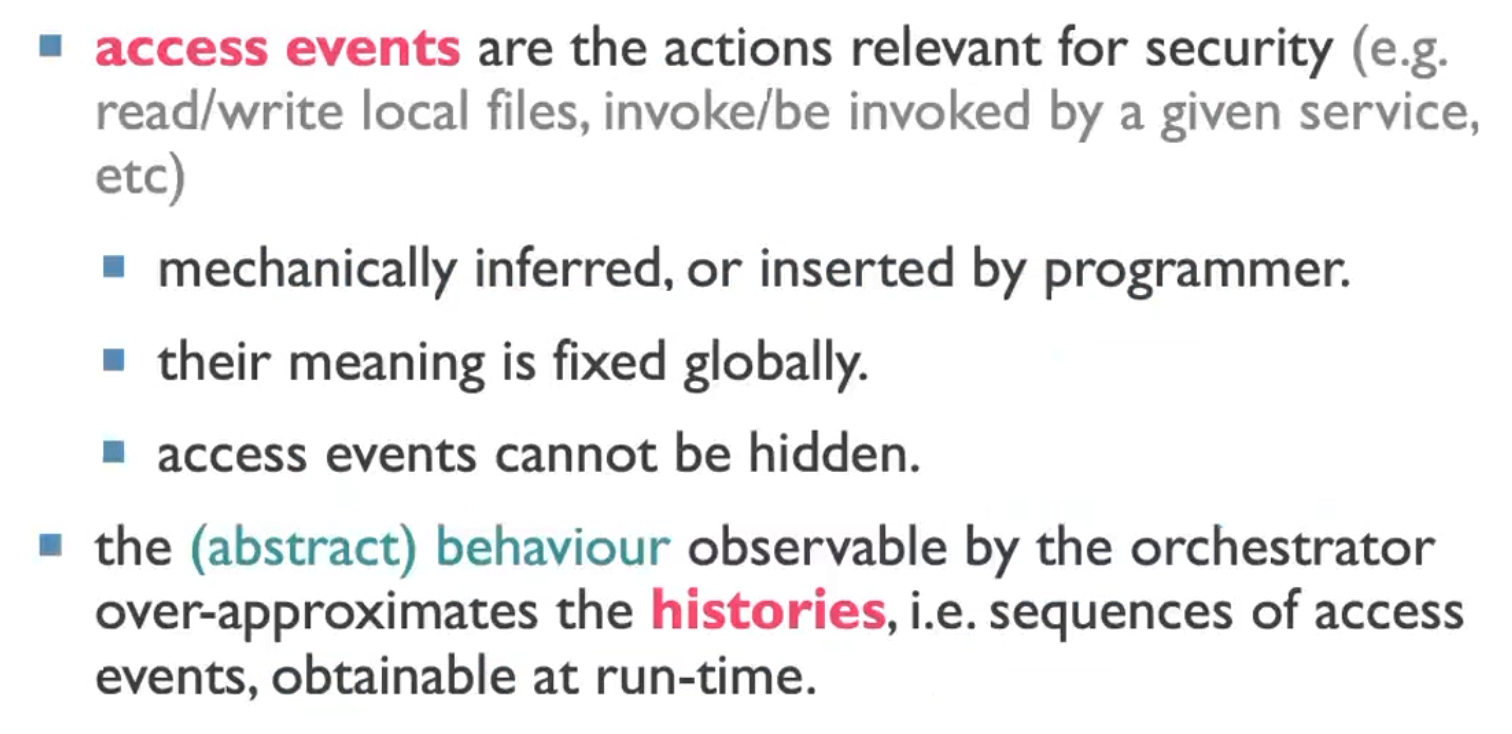 access events are the actions relevant for security (e.g.
read/write local files, invoke/be invoked by a given service,
etc)
mechanically inferred, or inserted by programmer.
their meaning is fixed globally.
access events cannot be hidden.
the (abstract) behaviour observable by the orchestrator
over-approximates the histories, i.e. sequences of access
events, obtainable at run-time.